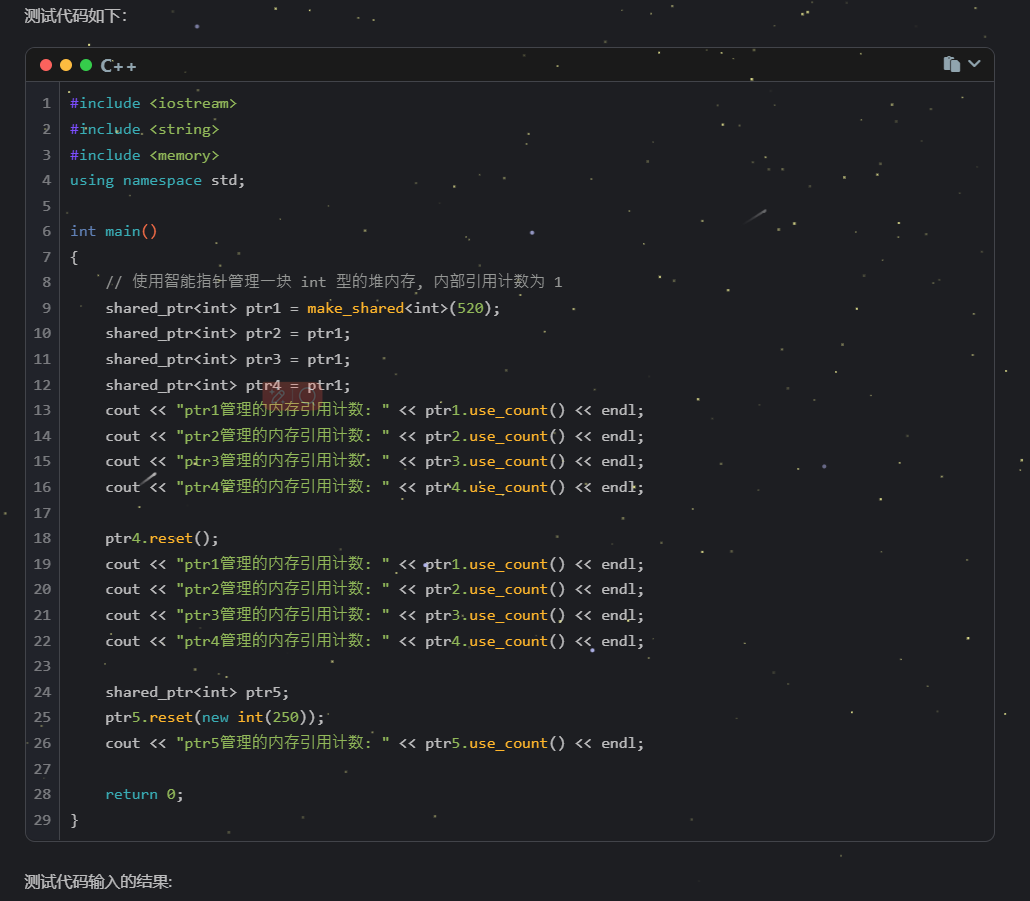 测试代码如下:
C++
1 #include <iostream>
2 #include <string>
3 #include <memory>
4 using namespace std;
5
6 int main()
7 {
8     // 使用智能指针管理一块 int 型的堆内存, 内部引用计数为 1
9     shared_ptr<int> ptr1 = make_shared<int>(520);
10     shared_ptr<int> ptr2 = ptr1;
11     shared_ptr<int> ptr3 = ptr1;
12     shared_ptr<int> ptr4 = ptr1;
13     cout << "ptr1管理的内存引用计数: " << ptr1.use_count() << endl;
14     cout << "ptr2管理的内存引用计数: " << ptr2.use_count() << endl;
15     cout << "ptr3管理的内存引用计数: " << ptr3.use_count() << endl;
16     cout << "ptr4管理的内存引用计数: " << ptr4.use_count() << endl;
17
18     ptr4.reset();
19     cout << "ptr1管理的内存引用计数: " << ptr1.use_count() << endl;
20     cout << "ptr2管理的内存引用计数: " << ptr2.use_count() << endl;
21     cout << "ptr3管理的内存引用计数: " << ptr3.use_count() << endl;
22     cout << "ptr4管理的内存引用计数: " << ptr4.use_count() << endl;
23
24     shared_ptr<int> ptr5;
25     ptr5.reset(new int(250));
26     cout << "ptr5管理的内存引用计数: " << ptr5.use_count() << endl;
27
28     return 0;
29 }
测试代码输入的结果: